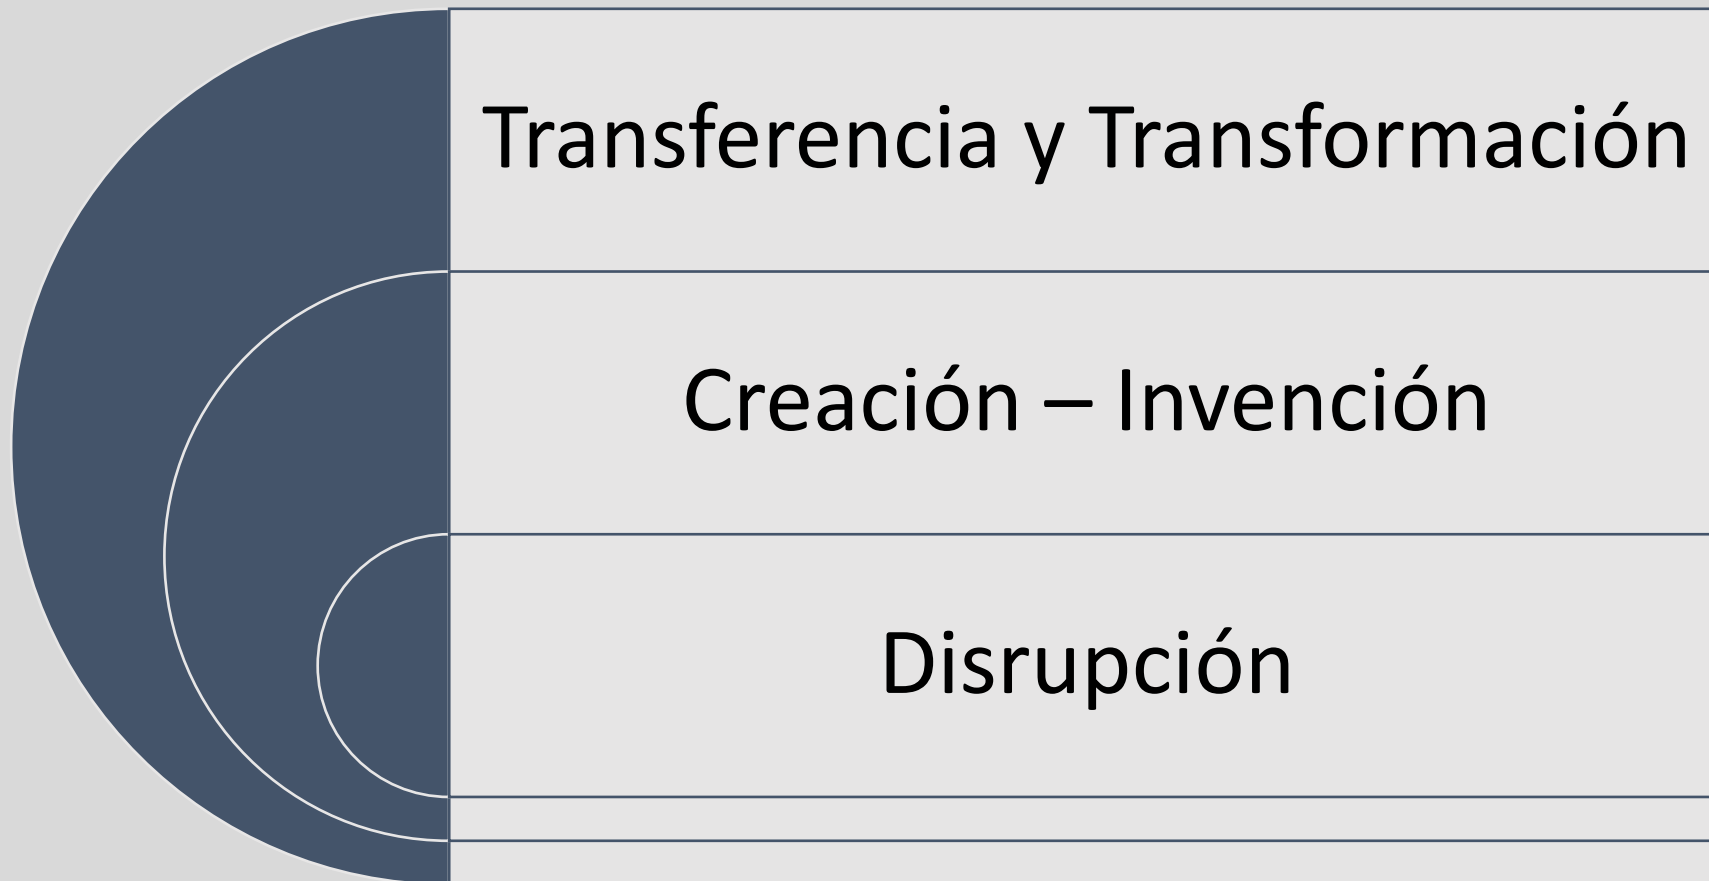 Transferencia y Transformación
Creación – Invención
Disrupción